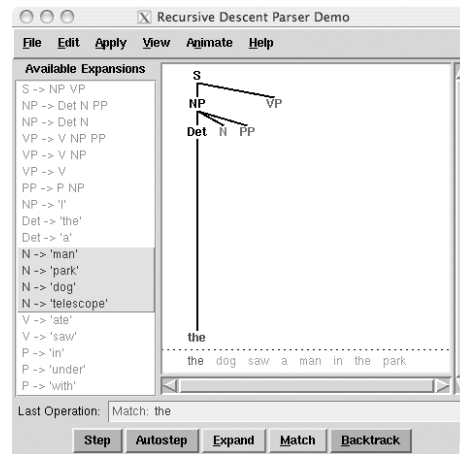 Recursive Descent Parser Demo
File Edit Apply View Animate Help
Available Expansions
S -> NP VP
NP -> Det N PP
NP -> Det N
VP -> V NP PP
VP -> V NP
VP -> V
PP -> P NP
NP -> 'I'
Det -> 'the'
Det -> 'a'
N -> 'man'
N -> 'park'
N -> 'dog'
N -> 'telescope'
V -> 'ate'
V -> 'saw'
P -> 'in'
P -> 'under'
P -> 'with'
S
NP VP
Det N PP
the
the dog saw a man in the park
Last Operation: Match: the
Step Autostep Expand Match Backtrack